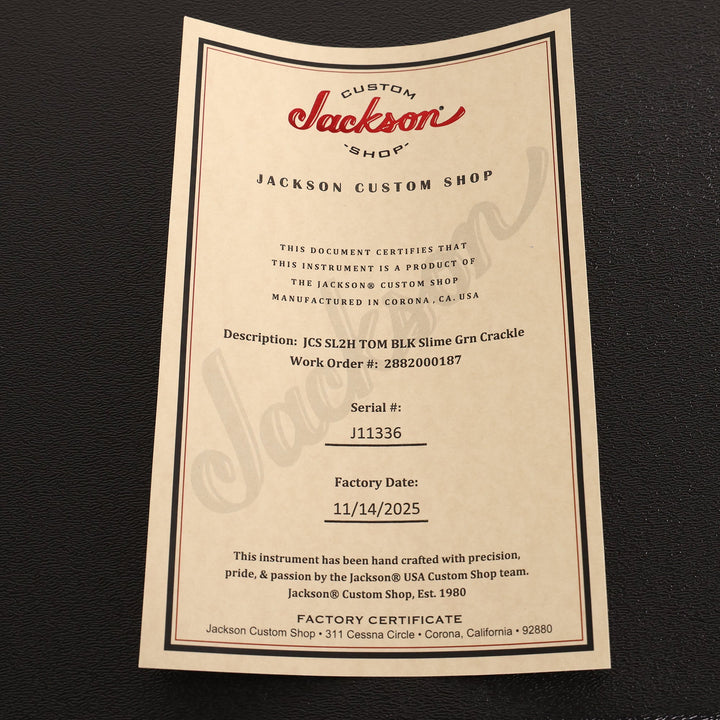 CUSTOM
Jackson®
-SHOP-
JACKSON CUSTOM SHOP
THIS DOCUMENT CERTIFIES THAT
THIS INSTRUMENT IS A PRODUCT OF
THE JACKSON® CUSTOM SHOP
MANUFACTURED IN CORONA, CA. USA
Description: JCS SL2H TOM BLK Slime Grn Crackle
Work Order #: 2882000187
Serial #:
J11336
Factory Date:
11/14/2025
This instrument has been hand crafted with precision,
pride, & passion by the Jackson® USA Custom Shop team.
Jackson® Custom Shop, Est. 1980
FACTORY CERTIFICATE
Jackson Custom Shop • 311 Cessna Circle • Corona, California • 92880
Jackson